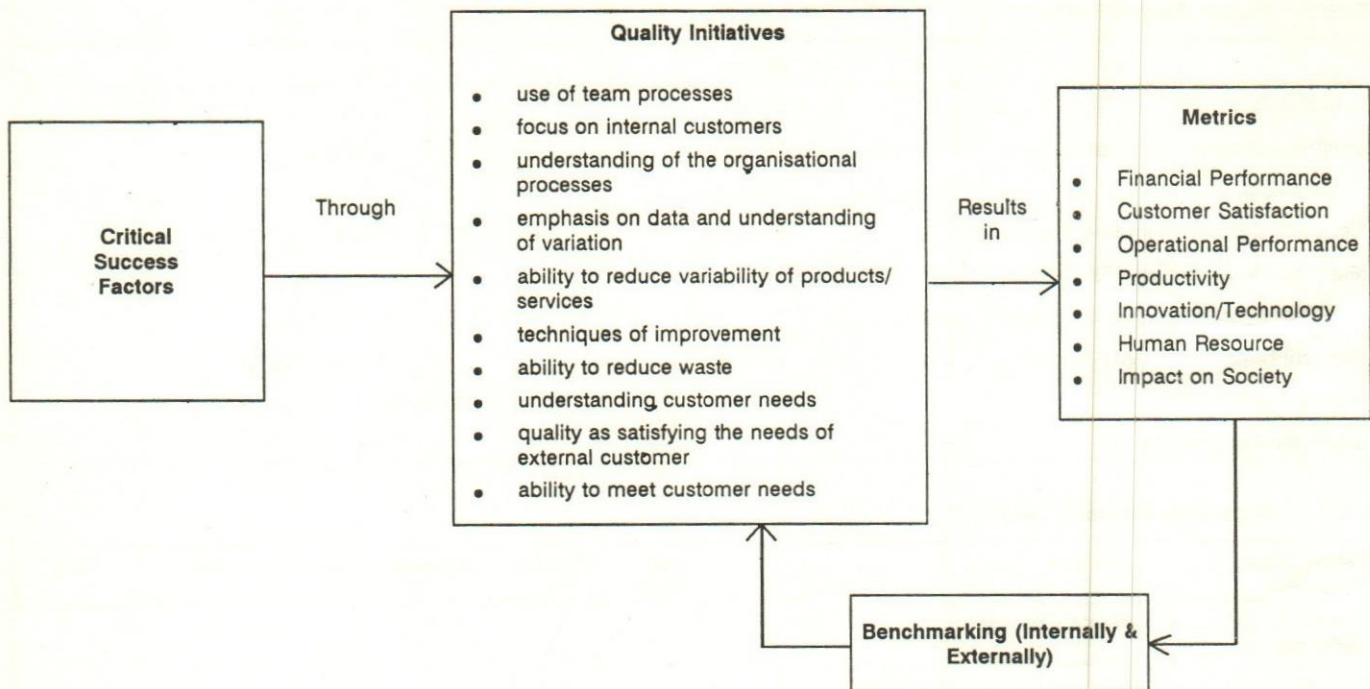 Critical
Success
Factors
Through
Quality Initiatives
• use of team processes
• focus on internal customers
• understanding of the organisational
processes
• emphasis on data and understanding
of variation
• ability to reduce variability of products/
services
• techniques of improvement
• ability to reduce waste
• understanding customer needs
• quality as satisfying the needs of
external customer
• ability to meet customer needs
Results
in
Metrics
• Financial Performance
• Customer Satisfaction
• Operational Performance
• Productivity
• Innovation/Technology
• Human Resource
• Impact on Society
Benchmarking (Internally &
Externally)